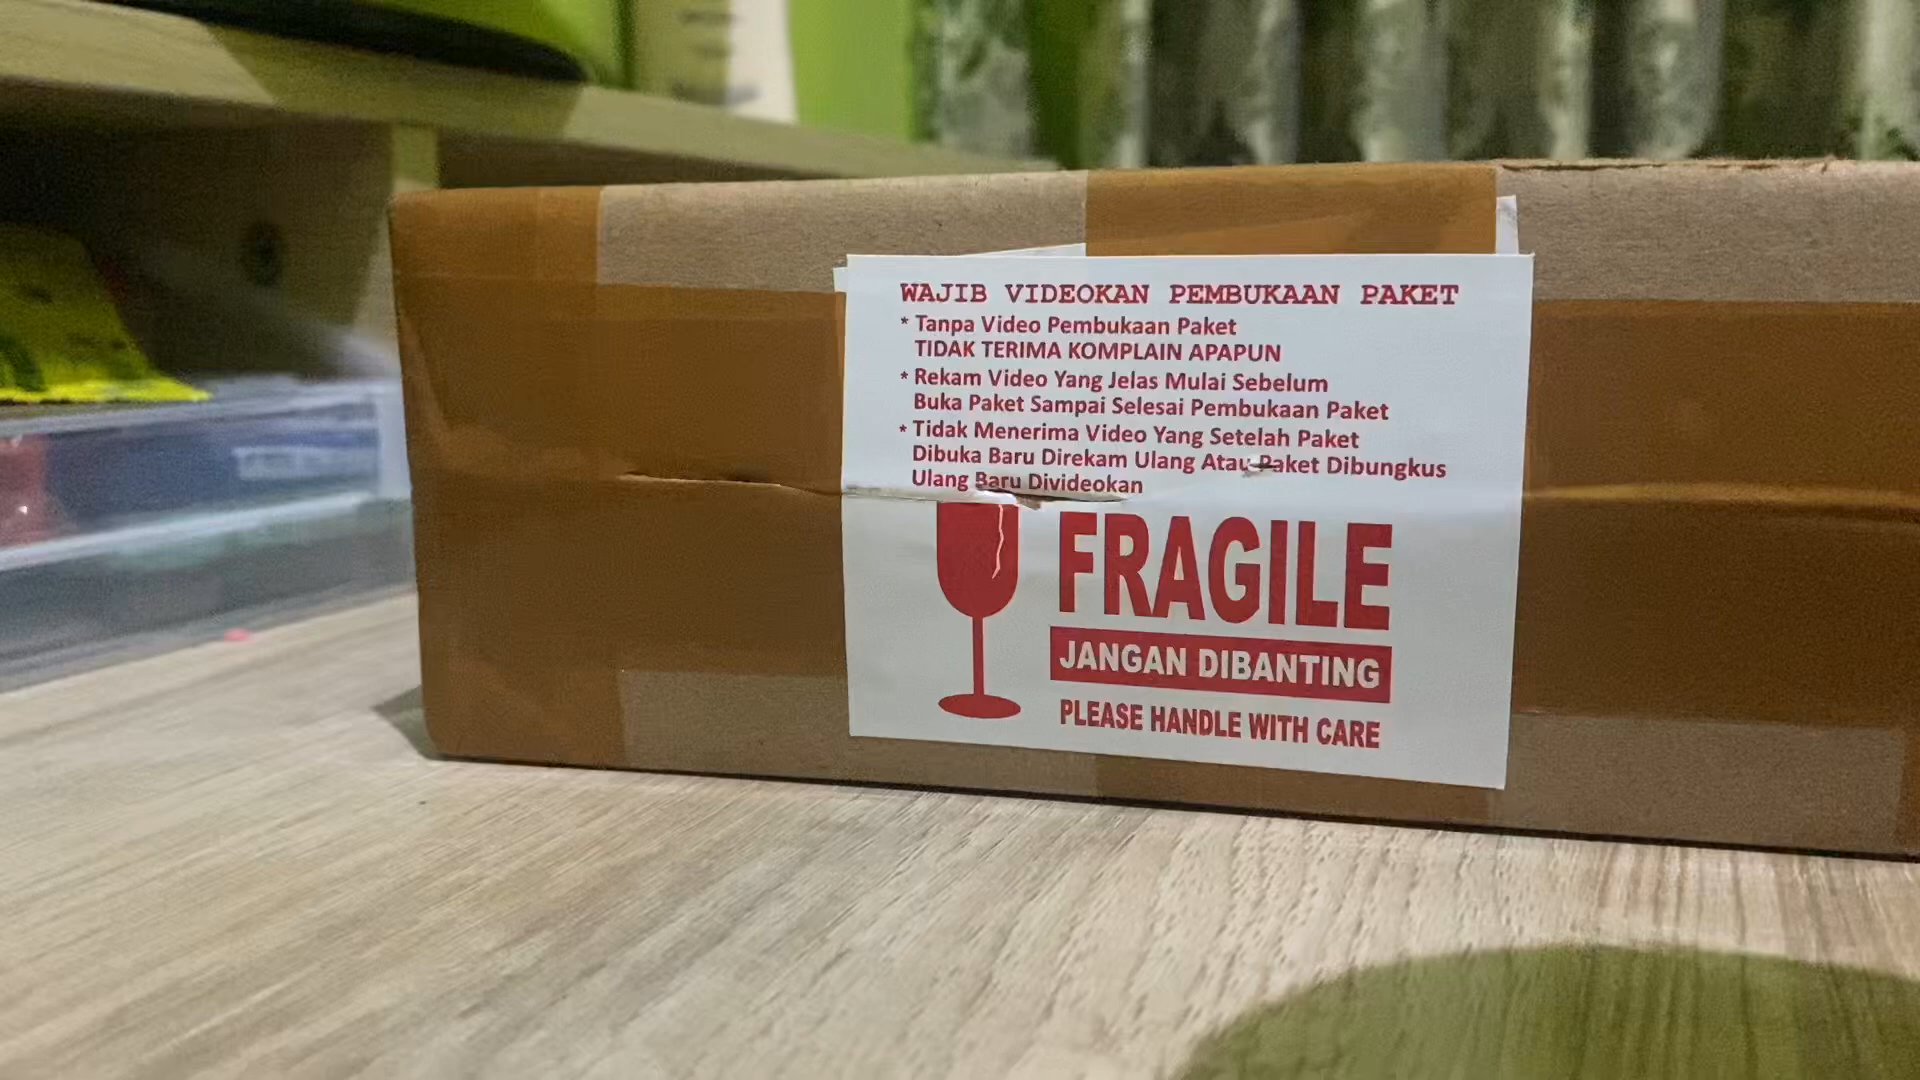 WAJIB VIDEOKAN PEMBUKAAN PAKET
* Tanpa Video Pembukaan Paket
TIDAK TERIMA KOMPLAIN APAPUN
* Rekam Video Yang Jelas Mulai Sebelum
Buka Paket Sampai Selesai Pembukaan Paket
* Tidak Menerima Video Yang Setelah Paket
Dibuka Baru Direkam Ulang Atau Paket Dibungkus
Ulang Baru Divideokan
FRAGILE
JANGAN DIBANTING
PLEASE HANDLE WITH CARE